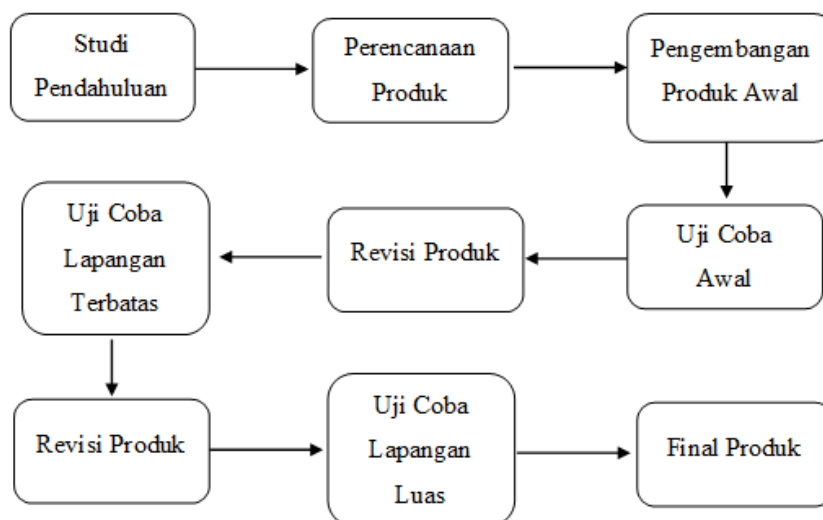 Studi
Pendahuluan
Perencanaan
Produk
Pengembangan
Produk Awal
Uji Coba
Awal
Revisi Produk
Uji Coba
Lapangan
Terbatas
Revisi Produk
Uji Coba
Lapangan
Luas
Final Produk